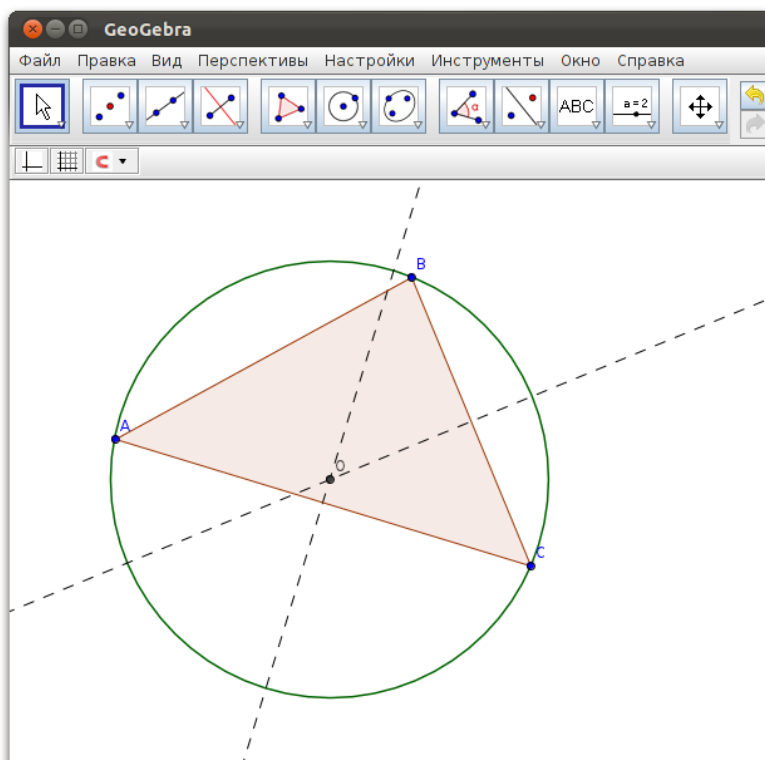 GeoGebra
Файл Правка Вид Перспективы Настройки Инструменты Окно Справка
α ABC a=2
B
A
O
C